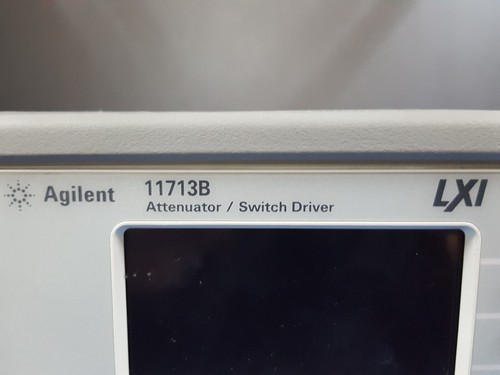 Agilent 11713B LXI
Attenuator / Switch Driver